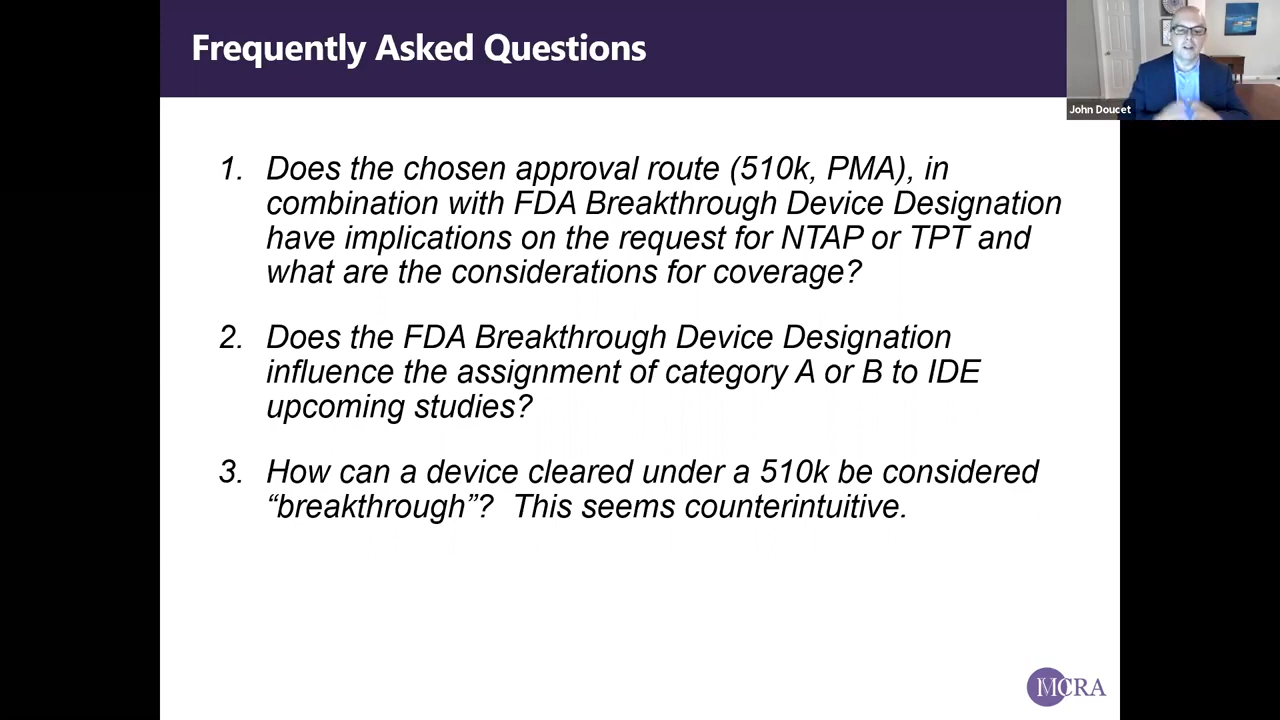 Frequently Asked Questions
John Doucet
1. Does the chosen approval route (510k, PMA), in
combination with FDA Breakthrough Device Designation
have implications on the request for NTAP or TPT and
what are the considerations for coverage?
2. Does the FDA Breakthrough Device Designation
influence the assignment of category A or B to IDE
upcoming studies?
3. How can a device cleared under a 510k be considered
“breakthrough”?  This seems counterintuitive.
MCRA